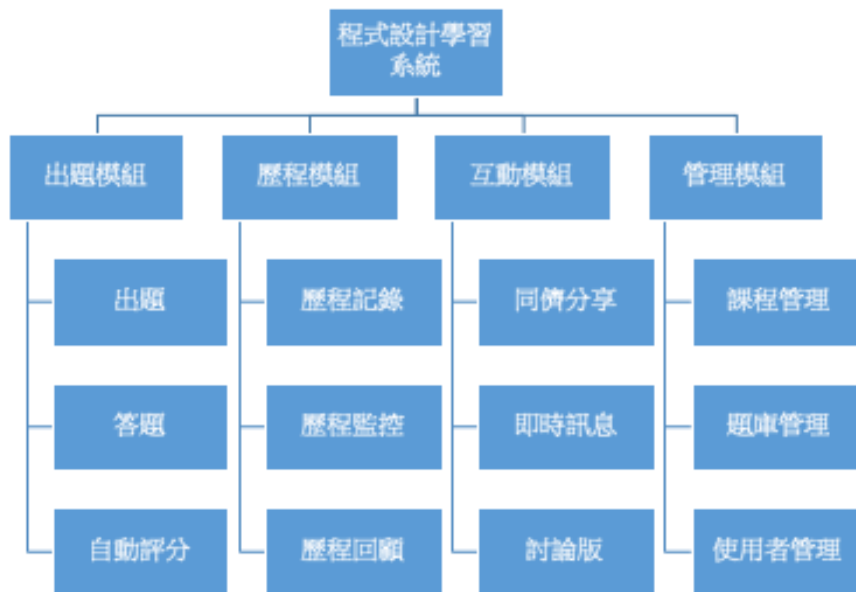 程式設計學習
系統
出題模組
歷程模組
互動模組
管理模組
出題
歷程記錄
同儕分享
課程管理
答題
歷程監控
即時訊息
題庫管理
自動評分
歷程回顧
討論版
使用者管理